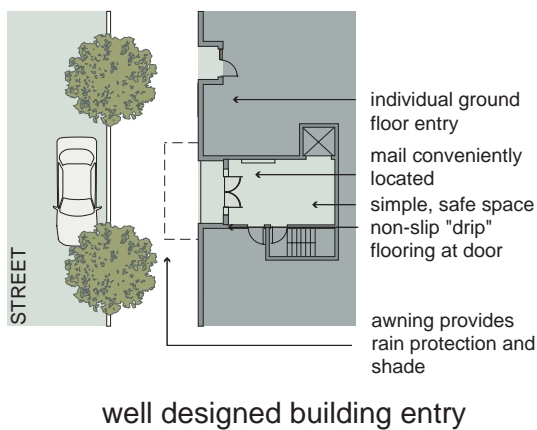 individual ground
floor entry
mail conveniently
located
simple, safe space
non-slip "drip"
flooring at door
STREET
awning provides
rain protection and
shade
well designed building entry